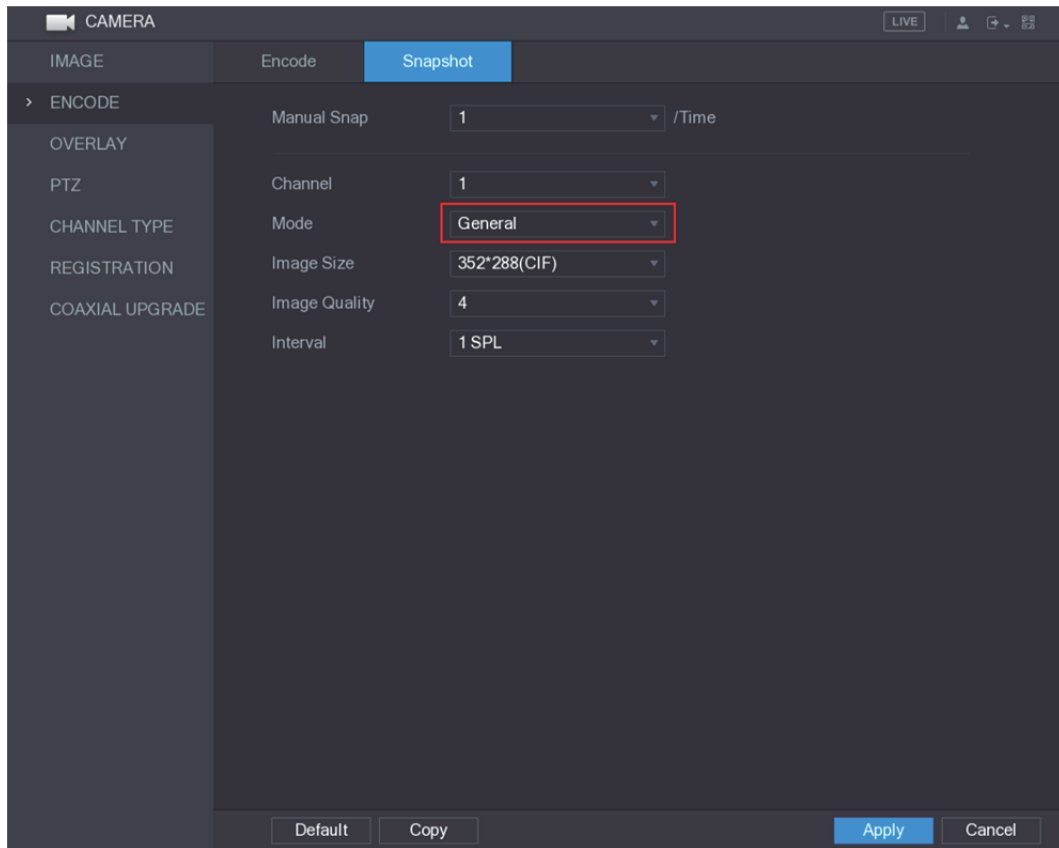 CAMERA LIVE
IMAGE
ENCODE
OVERLAY
PTZ
CHANNEL TYPE
REGISTRATION
COAXIAL UPGRADE
Encode Snapshot
Manual Snap 1 /Time
Channel 1
Mode General
Image Size 352*288(CIF)
Image Quality 4
Interval 1 SPL
Default Copy Apply Cancel